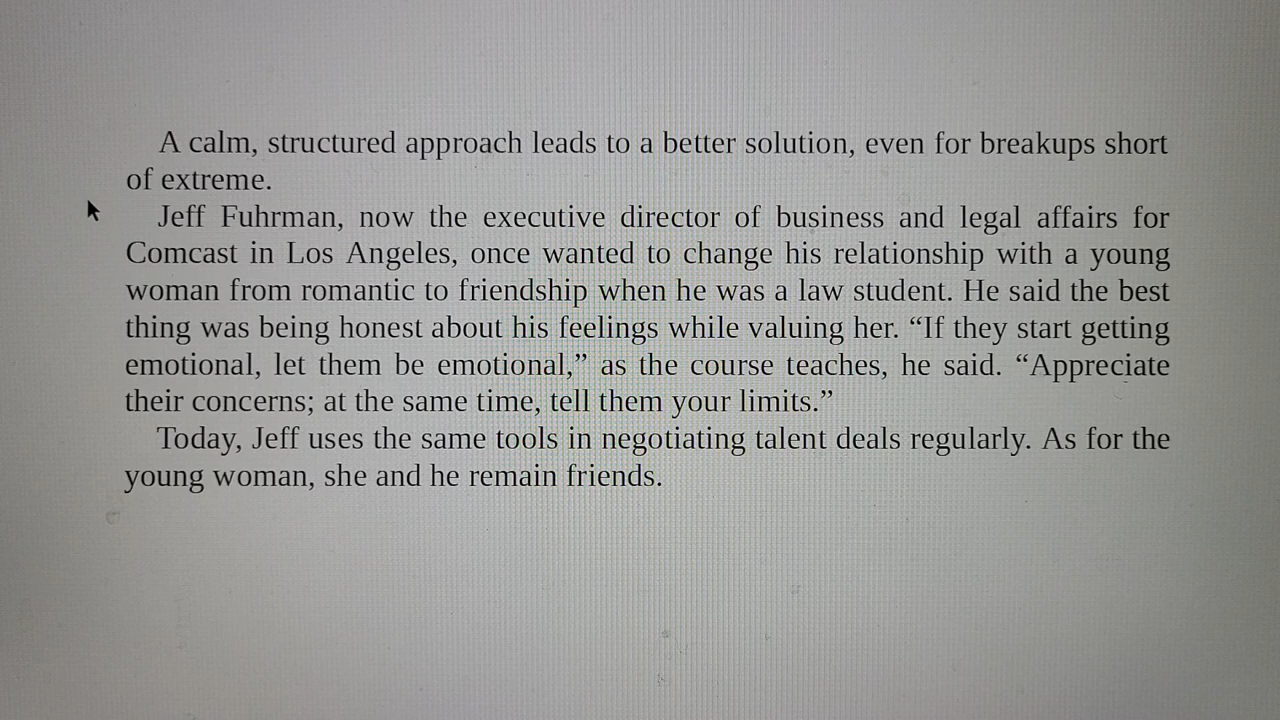 A calm, structured approach leads to a better solution, even for breakups short
of extreme.
Jeff Fuhrman, now the executive director of business and legal affairs for
Comcast in Los Angeles, once wanted to change his relationship with a young
woman from romantic to friendship when he was a law student. He said the best
thing was being honest about his feelings while valuing her. “If they start getting
emotional, let them be emotional,” as the course teaches, he said. “Appreciate
their concerns; at the same time, tell them your limits.”
Today, Jeff uses the same tools in negotiating talent deals regularly. As for the
young woman, she and he remain friends.